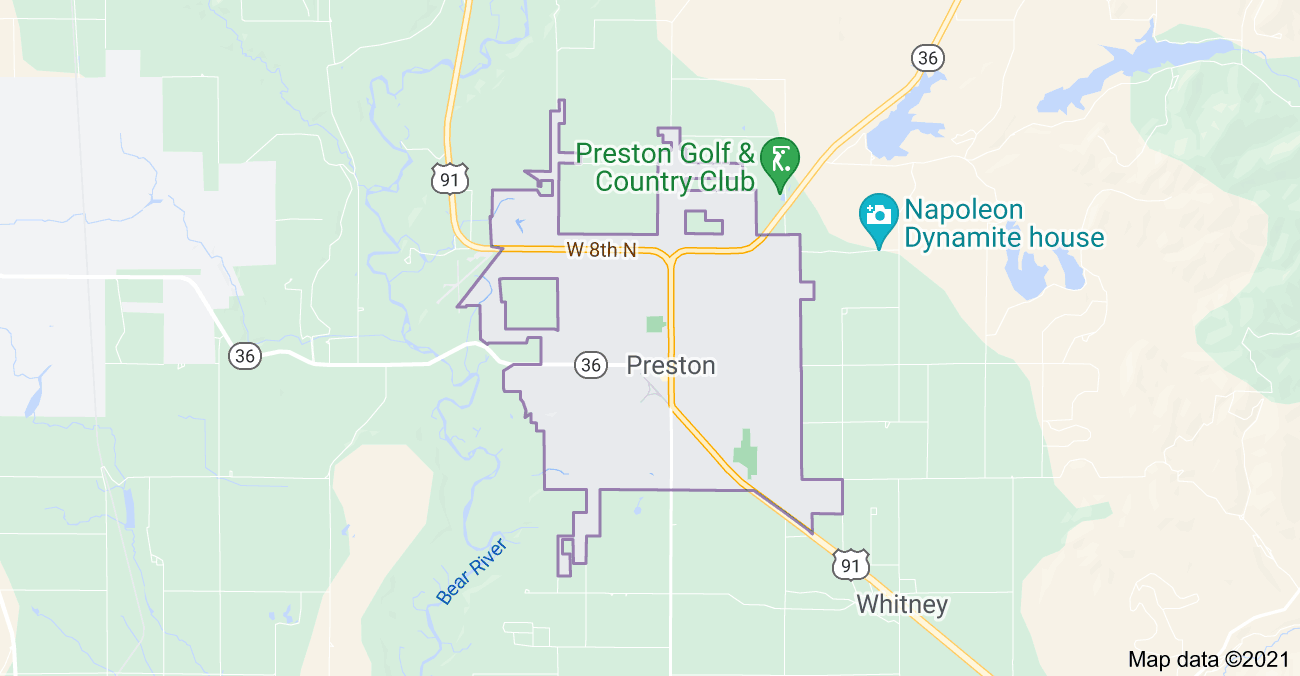 36
Preston Golf &
Country Club
91
Napoleon
Dynamite house
W 8th N
36
36
Preston
Bear River
91
Whitney
Map data ©2021